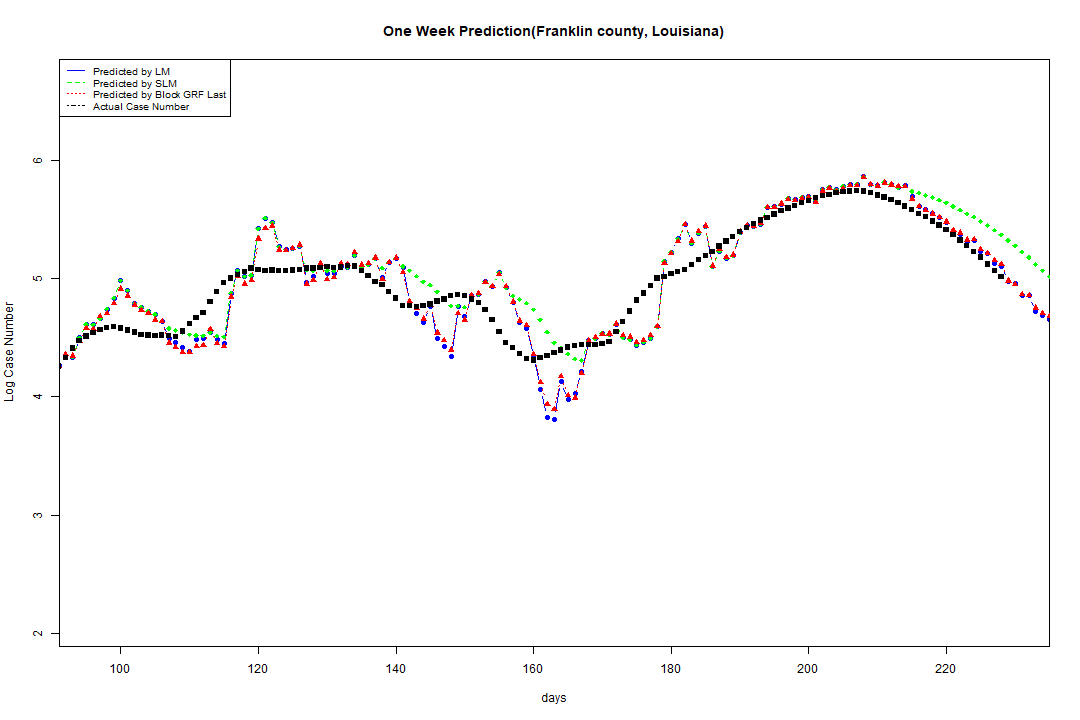 One Week Prediction(Franklin county, Louisiana)
Predicted by LM
Predicted by SLM
Predicted by Block GRF Last
Actual Case Number
Log Case Number
6
5
4
3
2
100 120 140 160 180 200 220
days